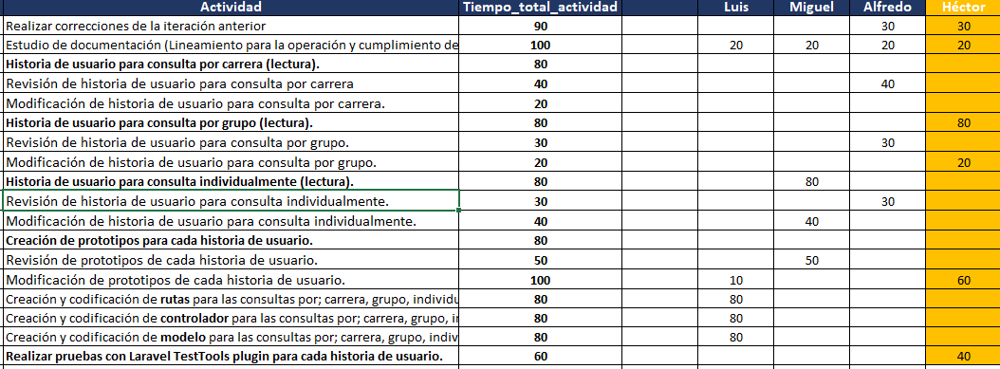 Actividad Tiempo_total_actividad Luis Miguel Alfredo Héctor
Realizar correcciones de la iteración anterior 90 30 30
Estudio de documentación (Lineamiento para la operación y cumplimiento de 100 20 20 20 20
Historia de usuario para consulta por carrera (lectura). 80
Revisión de historia de usuario para consulta por carrera 40 40
Modificación de historia de usuario para consulta por carrera. 20
Historia de usuario para consulta por grupo (lectura). 80 80
Revisión de historia de usuario para consulta por grupo. 30 30
Modificación de historia de usuario para consulta por grupo. 20 20
Historia de usuario para consulta individualmente (lectura). 80 80
Revisión de historia de usuario para consulta individualmente. 30 30
Modificación de historia de usuario para consulta individualmente. 40 40
Creación de prototipos para cada historia de usuario. 80
Revisión de prototipos de cada historia de usuario. 50 50
Modificación de prototipos de cada historia de usuario. 100 10 60
Creación y codificación de rutas para las consultas por; carrera, grupo, individu 80 80
Creación y codificación de controlador para las consultas por; carrera, grupo, i 80 80
Creación y codificación de modelo para las consultas por; carrera, grupo, indiv 80 80
Realizar pruebas con Laravel TestTools plugin para cada historia de usuario. 60 40